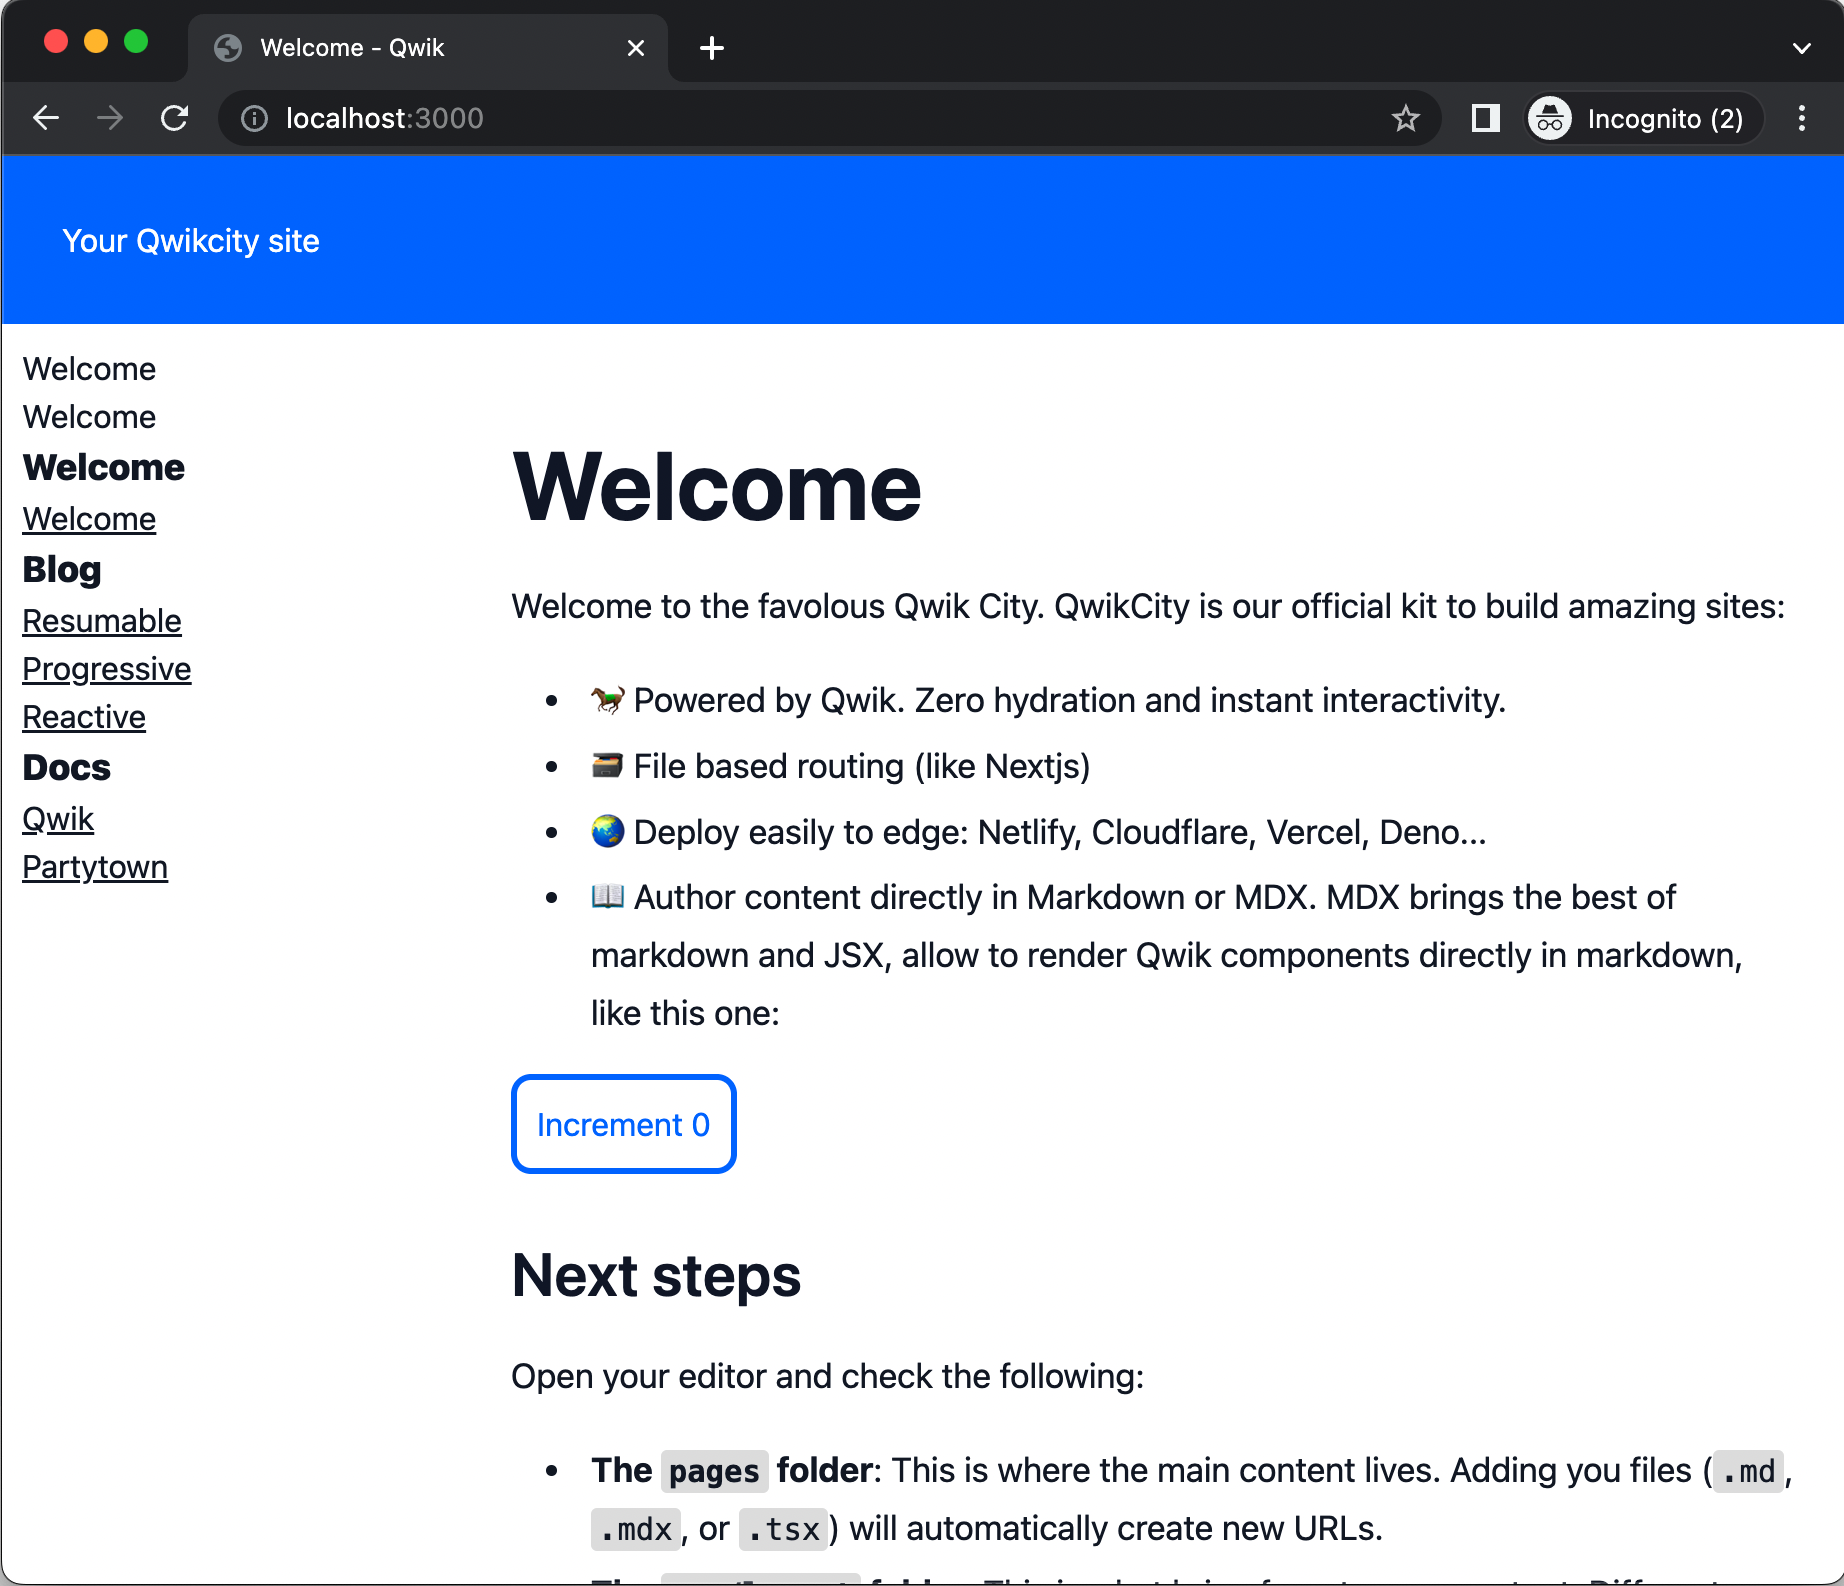 Welcome - Qwik
localhost:3000
Incognito (2)
Your Qwikcity site
Welcome
Welcome
Welcome
Welcome
Blog
Resumable
Progressive
Reactive
Docs
Qwik
Partytown
Welcome
Welcome to the favolous Qwik City. QwikCity is our official kit to build amazing sites:
• 🐎 Powered by Qwik. Zero hydration and instant interactivity.
• 🗃️ File based routing (like Nextjs)
• 🌏 Deploy easily to edge: Netlify, Cloudflare, Vercel, Deno...
• 📖 Author content directly in Markdown or MDX. MDX brings the best of
markdown and JSX, allow to render Qwik components directly in markdown,
like this one:
Increment 0
Next steps
Open your editor and check the following:
• The pages folder: This is where the main content lives. Adding you files (.md,
.mdx, or .tsx) will automatically create new URLs.